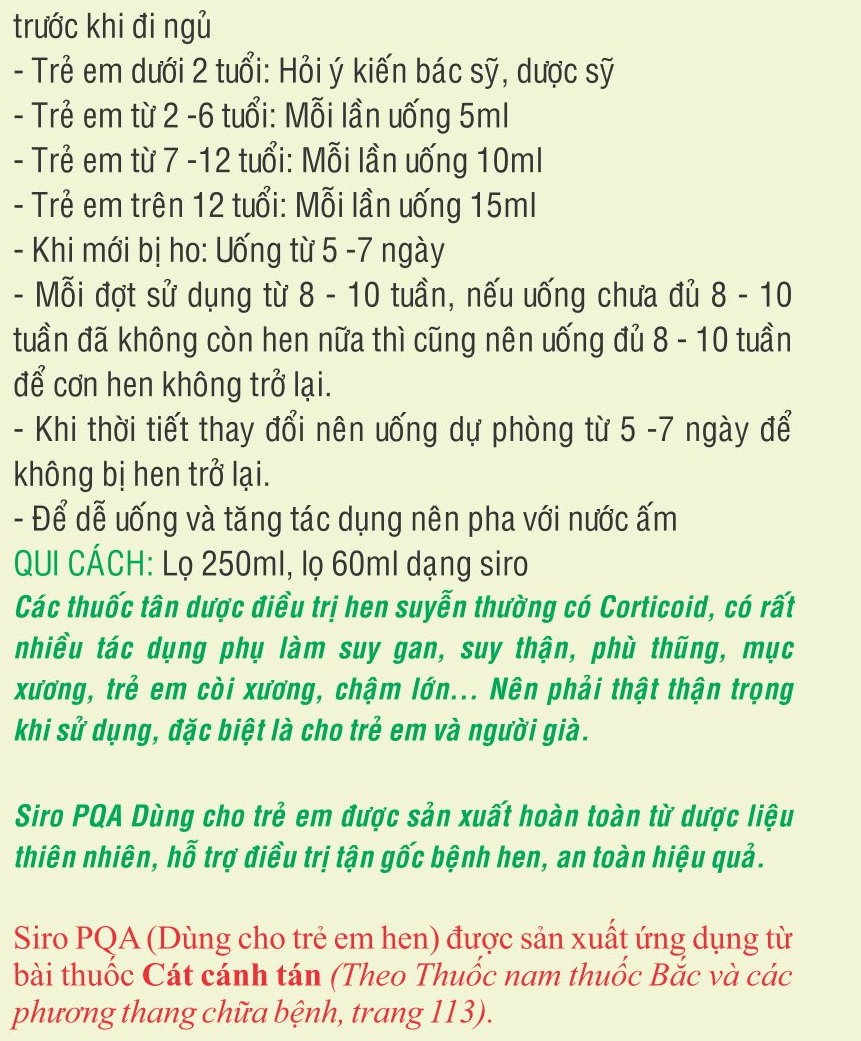 trước khi đi ngủ
- Trẻ em dưới 2 tuổi: Hỏi ý kiến bác sỹ, dược sỹ
- Trẻ em từ 2 -6 tuổi: Mỗi lần uống 5ml
- Trẻ em từ 7 -12 tuổi: Mỗi lần uống 10ml
- Trẻ em trên 12 tuổi: Mỗi lần uống 15ml
- Khi mới bị ho: Uống từ 5 -7 ngày
- Mỗi đợt sử dụng từ 8 - 10 tuần, nếu uống chưa đủ 8 - 10
tuần đã không còn hen nữa thì cũng nên uống đủ 8 - 10 tuần
để cơn hen không trở lại.
- Khi thời tiết thay đổi nên uống dự phòng từ 5 -7 ngày để
không bị hen trở lại.
- Để dễ uống và tăng tác dụng nên pha với nước ấm
QUI CÁCH: Lọ 250ml, lọ 60ml dạng siro
Các thuốc tân dược điều trị hen suyễn thường có Corticoid, có rất
nhiều tác dụng phụ làm suy gan, suy thận, phù thũng, mục
xương, trẻ em còi xương, chậm lớn... Nên phải thật thận trọng
khi sử dụng, đặc biệt là cho trẻ em và người già.
Siro PQA Dùng cho trẻ em được sản xuất hoàn toàn từ dược liệu
thiên nhiên, hỗ trợ điều trị tận gốc bệnh hen, an toàn hiệu quả.
Siro PQA (Dùng cho trẻ em hen) được sản xuất ứng dụng từ
bài thuốc Cát cánh tán (Theo Thuốc nam thuốc Bắc và các
phương thang chữa bệnh, trang 113).